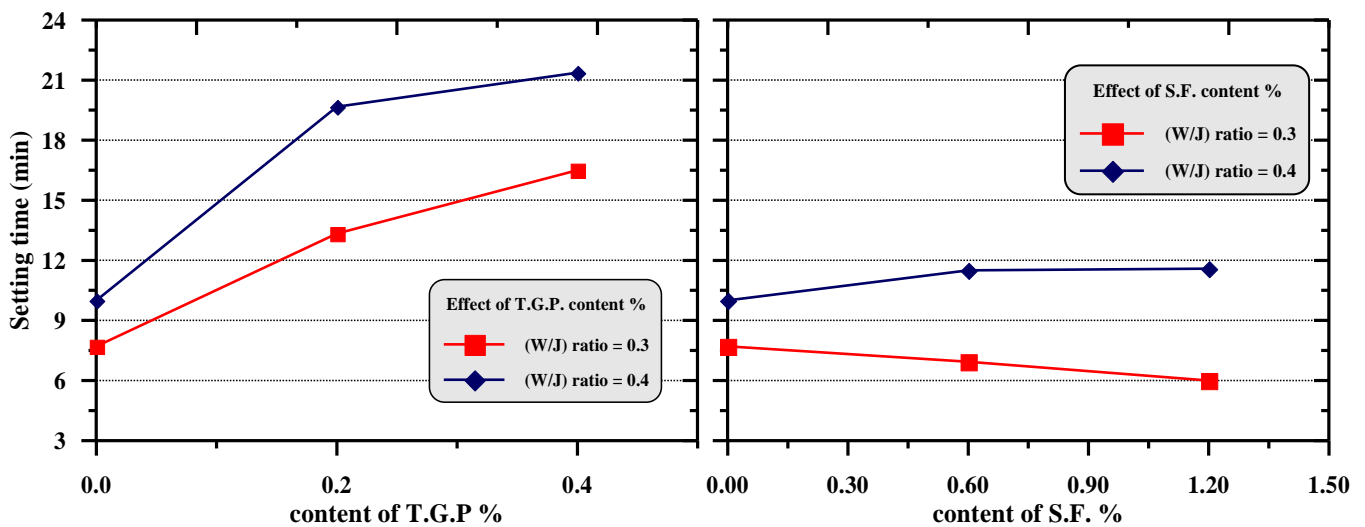 Setting time (min)
24
21
18
15
12
9
6
3
0.0
0.2
0.4
content of T.G.P %
Effect of T.G.P. content %
(W/J) ratio = 0.3
(W/J) ratio = 0.4
Effect of S.F. content %
(W/J) ratio = 0.3
(W/J) ratio = 0.4
0.00
0.30
0.60
0.90
1.20
1.50
content of S.F. %